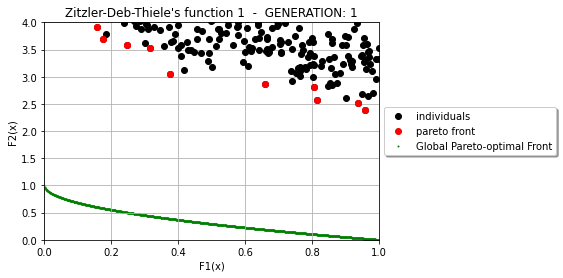 Zitzler-Deb-Thiele's function 1 - GENERATION: 1
4.0
3.5
3.0
2.5
2.0
1.5
1.0
0.5
0.0
F2(x)
0.0 0.2 0.4 0.6 0.8 1.0
F1(x)
individuals
pareto front
Global Pareto-optimal Front